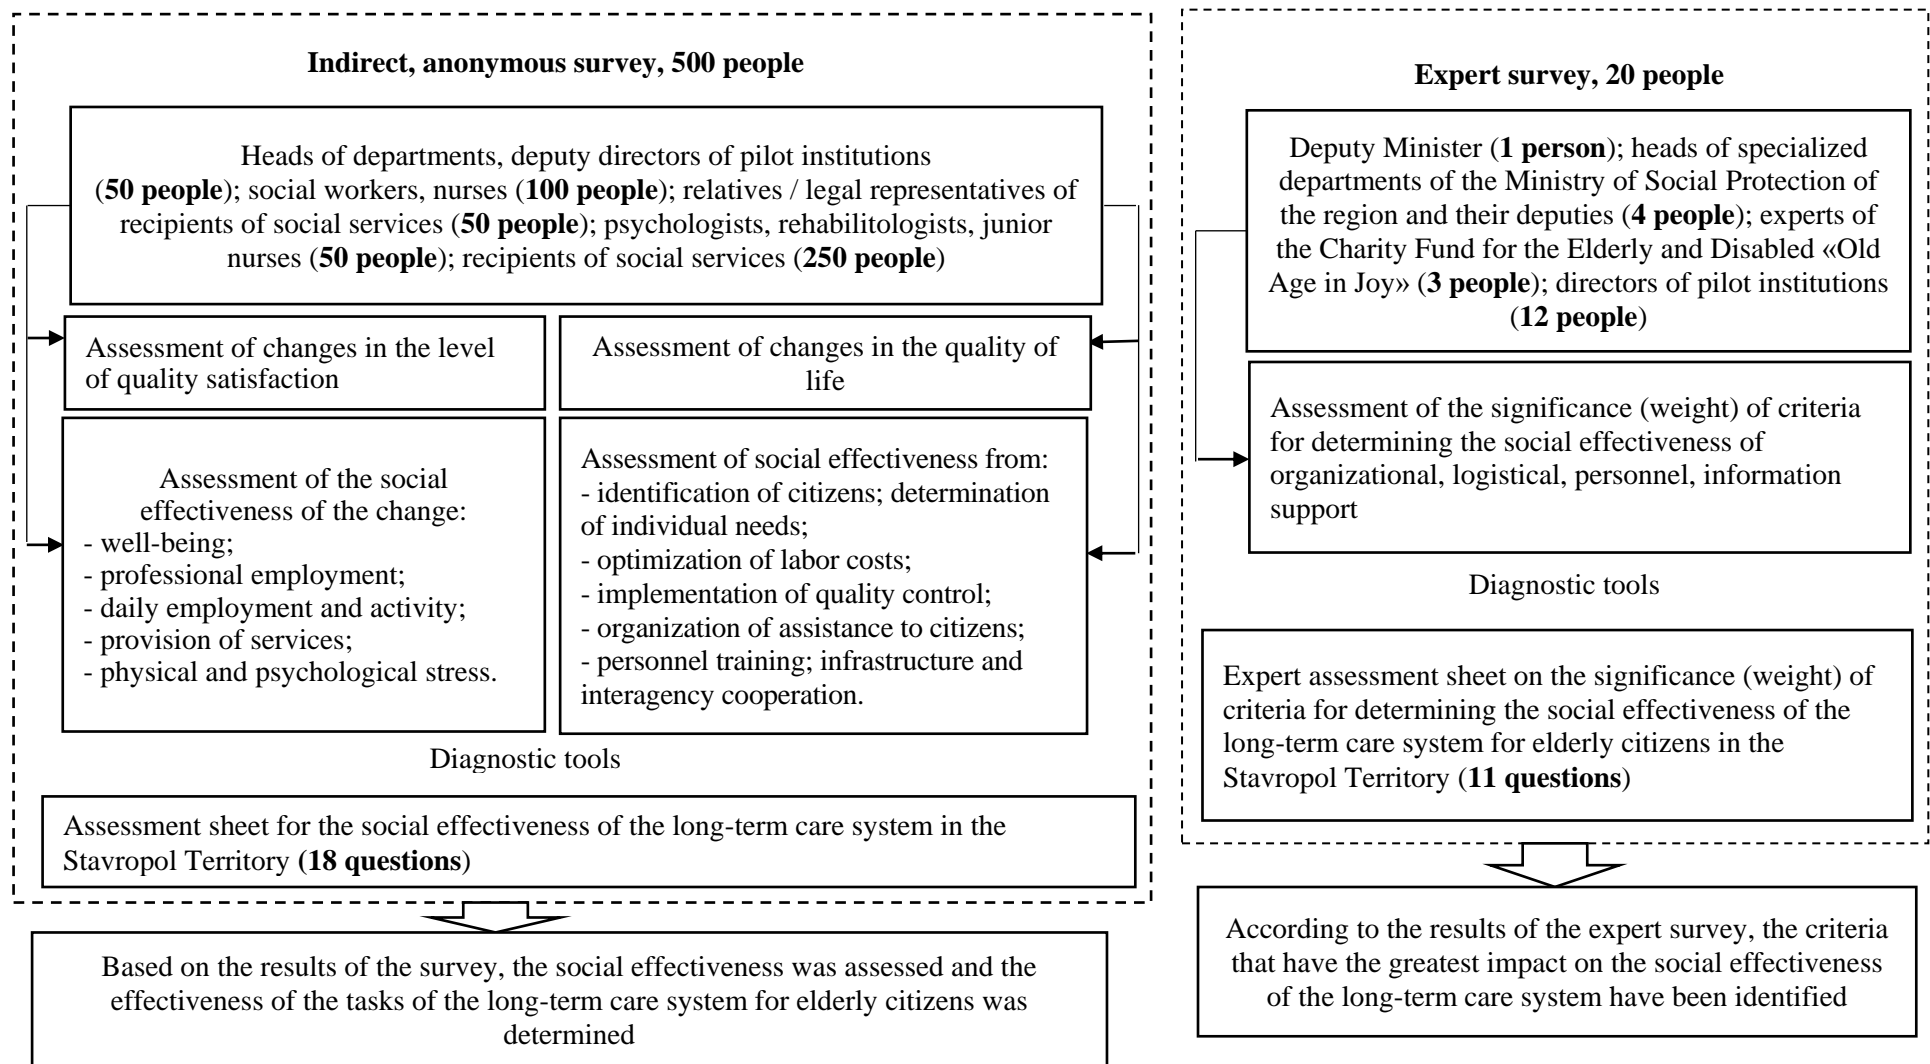 Indirect, anonymous survey, 500 people
Heads of departments, deputy directors of pilot institutions
(50 people); social workers, nurses (100 people); relatives / legal representatives of
recipients of social services (50 people); psychologists, rehabilitologists, junior
nurses (50 people); recipients of social services (250 people)
Assessment of changes in the level
of quality satisfaction
Assessment of changes in the quality of
life
Assessment of the social
effectiveness of the change:
- well-being;
- professional employment;
- daily employment and activity;
- provision of services;
- physical and psychological stress.
Assessment of social effectiveness from:
- identification of citizens; determination
of individual needs;
- optimization of labor costs;
- implementation of quality control;
- organization of assistance to citizens;
- personnel training; infrastructure and
interagency cooperation.
Diagnostic tools
Assessment sheet for the social effectiveness of the long-term care system in the
Stavropol Territory (18 questions)
Based on the results of the survey, the social effectiveness was assessed and the
effectiveness of the tasks of the long-term care system for elderly citizens was
determined
Expert survey, 20 people
Deputy Minister (1 person); heads of specialized
departments of the Ministry of Social Protection of
the region and their deputies (4 people); experts of
the Charity Fund for the Elderly and Disabled «Old
Age in Joy» (3 people); directors of pilot institutions
(12 people)
Assessment of the significance (weight) of criteria
for determining the social effectiveness of
organizational, logistical, personnel, information
support
Diagnostic tools
Expert assessment sheet on the significance (weight) of
criteria for determining the social effectiveness of the
long-term care system for elderly citizens in the
Stavropol Territory (11 questions)
According to the results of the expert survey, the criteria
that have the greatest impact on the social effectiveness
of the long-term care system have been identified